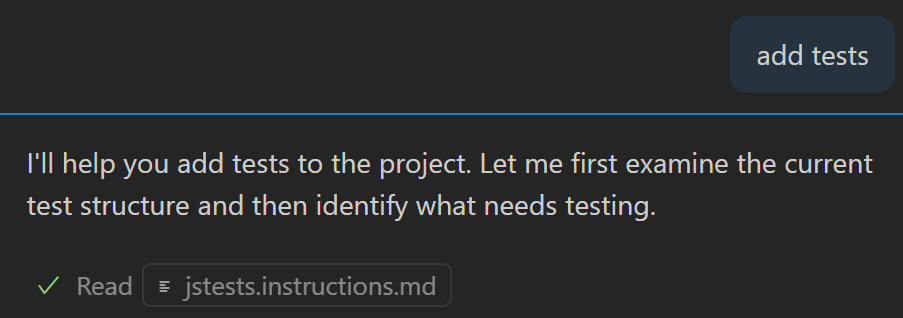 add tests
I'll help you add tests to the project. Let me first examine the current
test structure and then identify what needs testing.
Read jstests.instructions.md